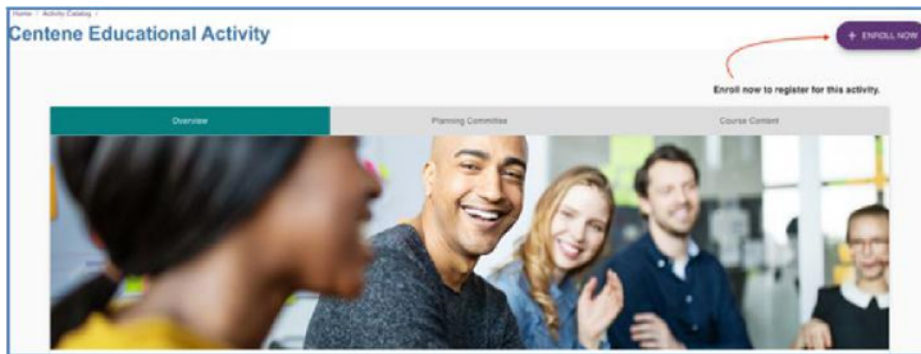 Home / Activity Catalog /
Centene Educational Activity
+ ENROLL NOW
Enroll now to register for this activity.
Overview
Planning Committee
Course Content